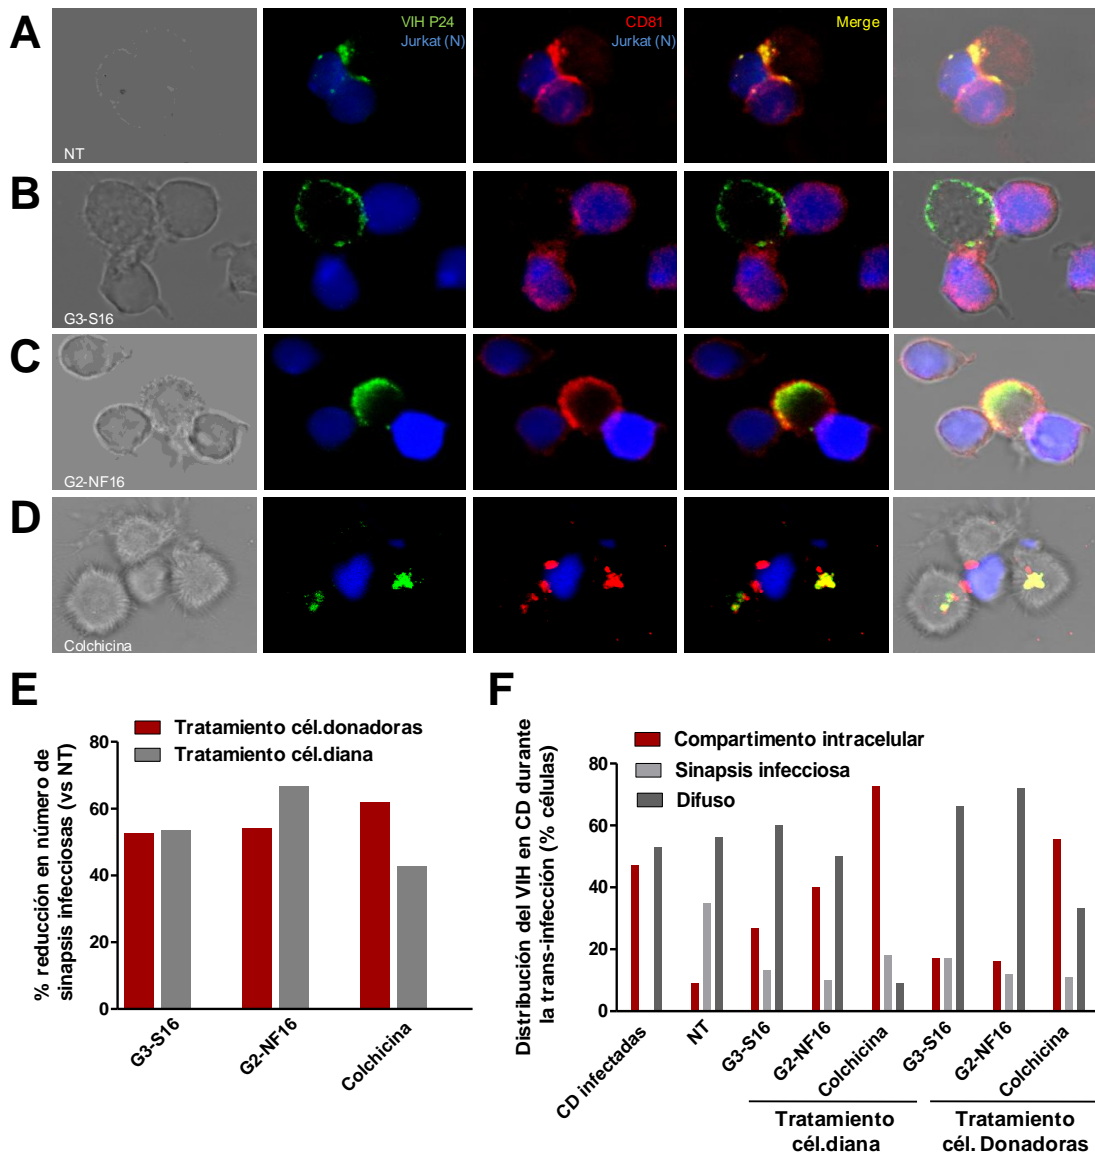 A
VIH P24
Jurkat (N)
CD81
Jurkat (N)
Merge
NT
B
G3-S16
C
G2-NF16
D
Colchicina
E
% reducción en número de
sinapsis infecciosas (vs NT)
Tratamiento cél.donadoras
Tratamiento cél.diana
80
60
40
20
0
G3-S16
G2-NF16
Colchicina
F
Distribución del VIH en CD durante
la trans-infección (% células)
Compartimento intracelular
Sinapsis infecciosa
Difuso
80
60
40
20
0
CD infectadas
NT
G3-S16
G2-NF16
Colchicina
G3-S16
G2-NF16
Colchicina
Tratamiento
cél.diana
Tratamiento
cél. Donadoras